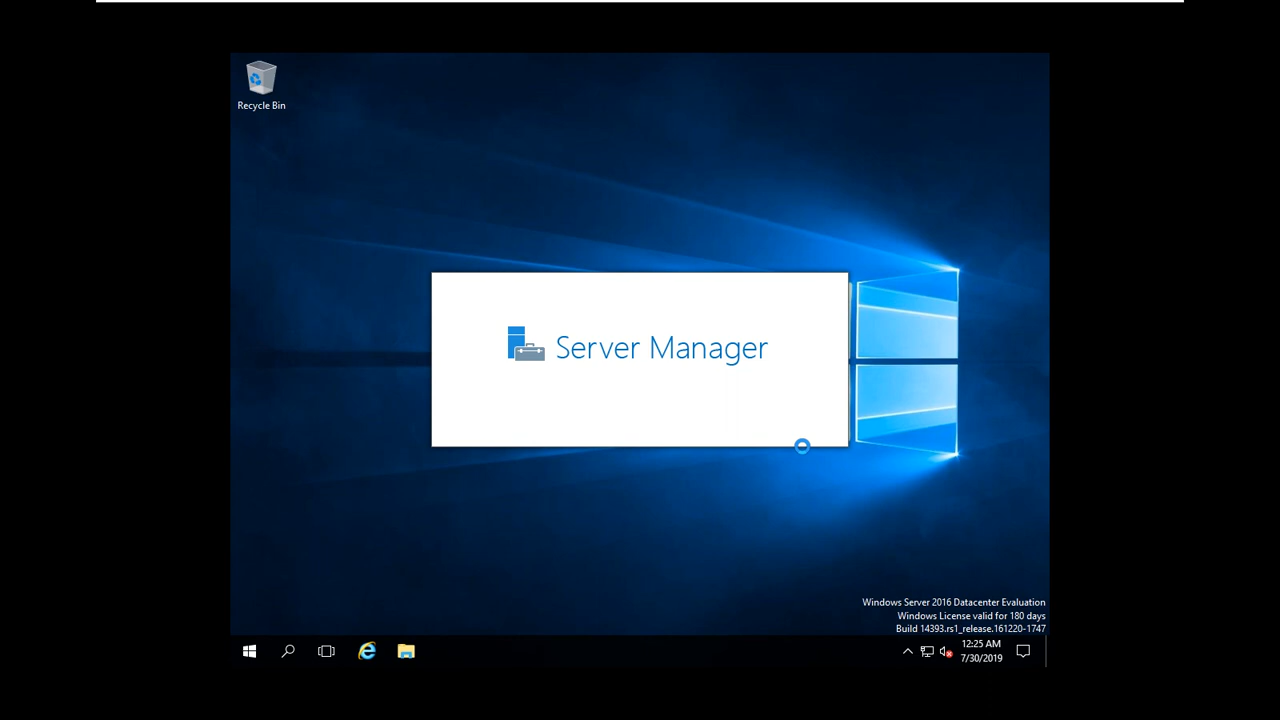 Recycle Bin
Server Manager
Windows Server 2016 Datacenter Evaluation
Windows License valid for 180 days
Build 14393.rs1_release.161220-1747
12:25 AM
7/30/2019